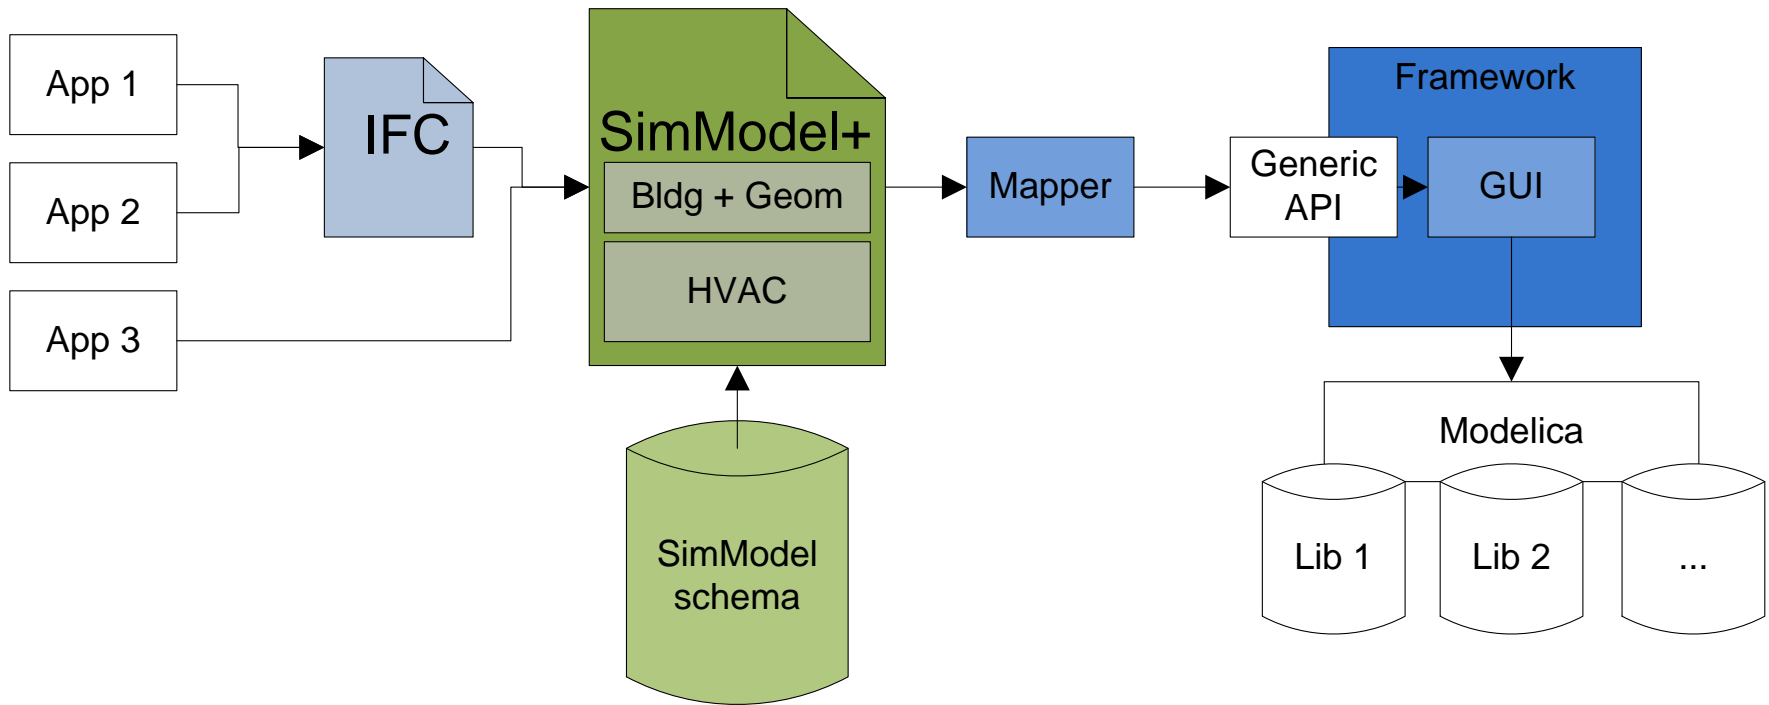 App 1
App 2
App 3
IFC
SimModel+
Bldg + Geom
HVAC
SimModel
schema
Mapper
Generic
API
Framework
GUI
Modelica
Lib 1
Lib 2
...